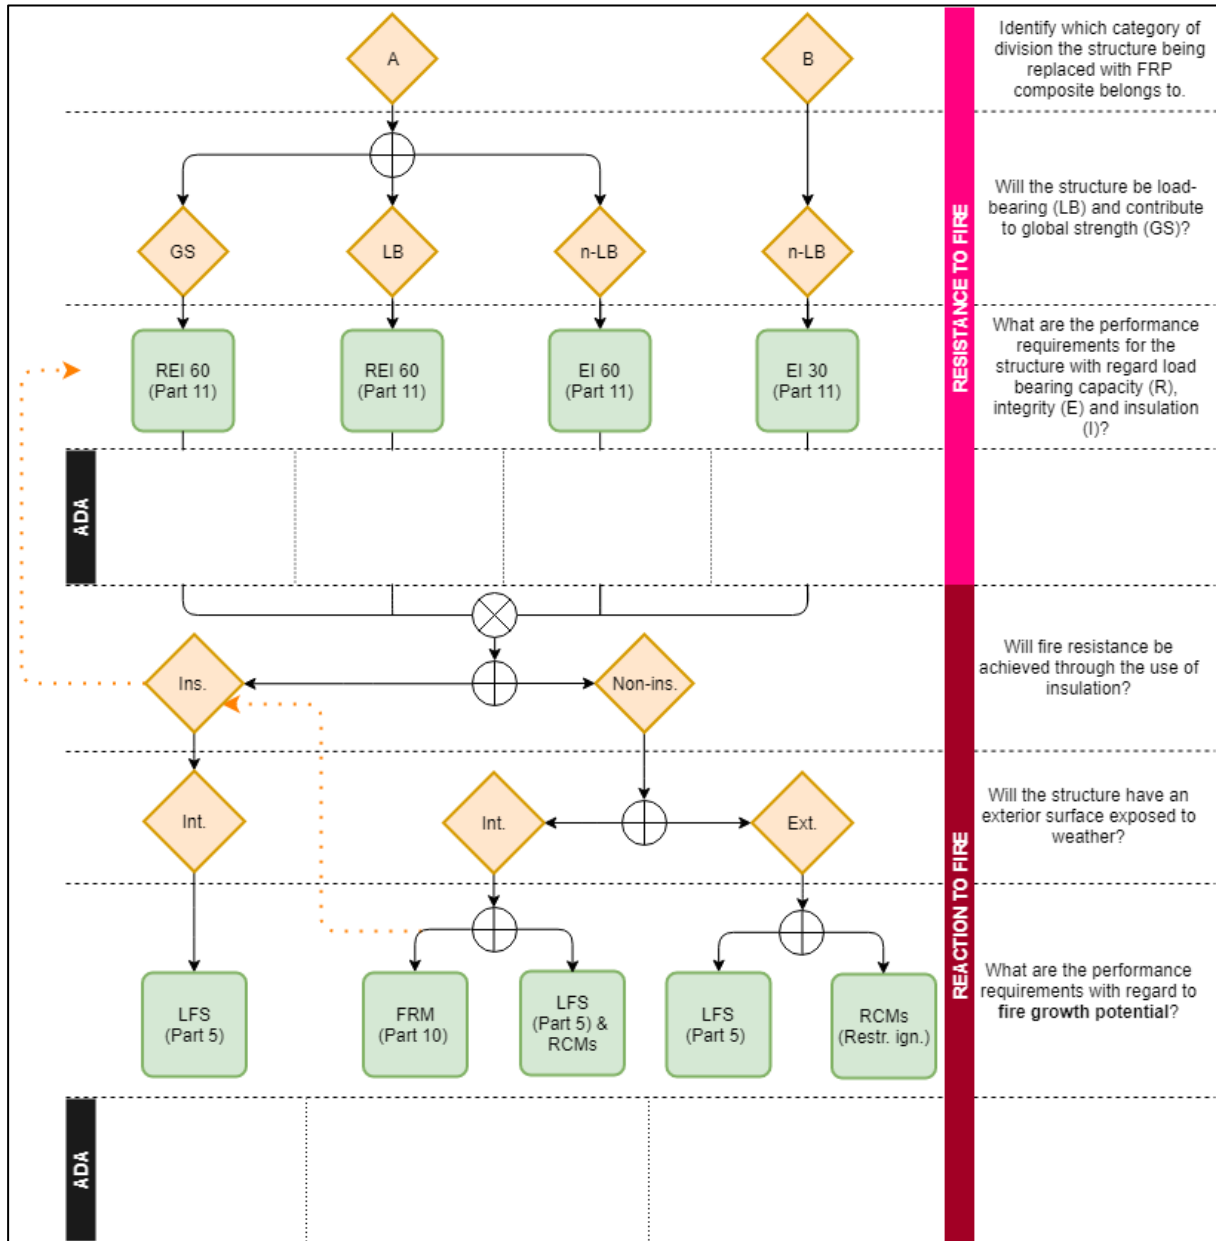 A
B
Identify which category of
division the structure being
replaced with FRP
composite belongs to.
GS
LB
n-LB
n-LB
Will the structure be load-
bearing (LB) and contribute
to global strength (GS)?
RESISTANCE TO FIRE
REI 60
(Part 11)
REI 60
(Part 11)
EI 60
(Part 11)
EI 30
(Part 11)
What are the performance
requirements for the
structure with regard load
bearing capacity (R),
integrity (E) and insulation
(I)?
ADA
Ins.
Non-ins.
Will fire resistance be
achieved through the use of
insulation?
Int.
Int.
Ext.
Will the structure have an
exterior surface exposed to
weather?
REACTION TO FIRE
LFS
(Part 5)
FRM
(Part 10)
LFS
(Part 5) &
RCMs
LFS
(Part 5)
RCMs
(Restr. ign.)
What are the performance
requirements with regard to
fire growth potential?
ADA